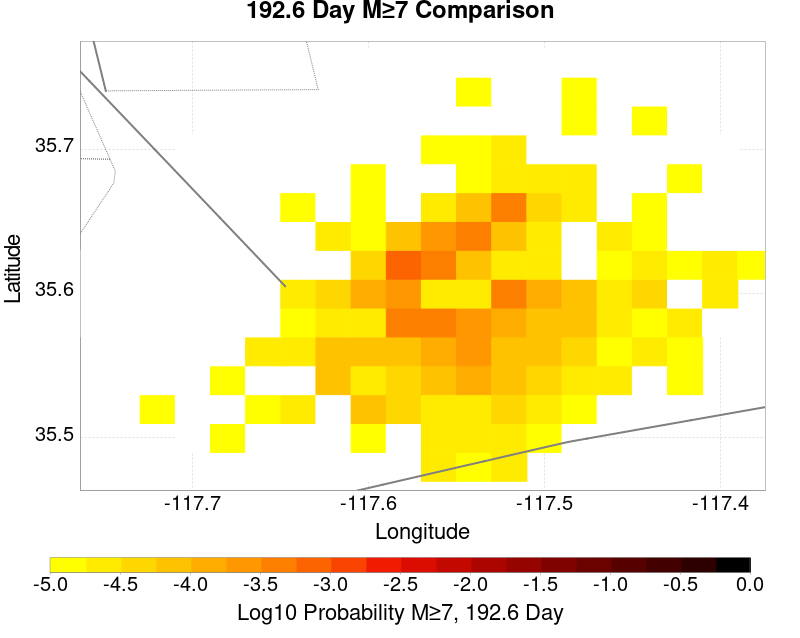 192.6 Day M≥7 Comparison
35.7
35.6
35.5
Latitude
-117.7 -117.6 -117.5 -117.4
Longitude
-5.0 -4.5 -4.0 -3.5 -3.0 -2.5 -2.0 -1.5 -1.0 -0.5 0.0
Log10 Probability M≥7, 192.6 Day